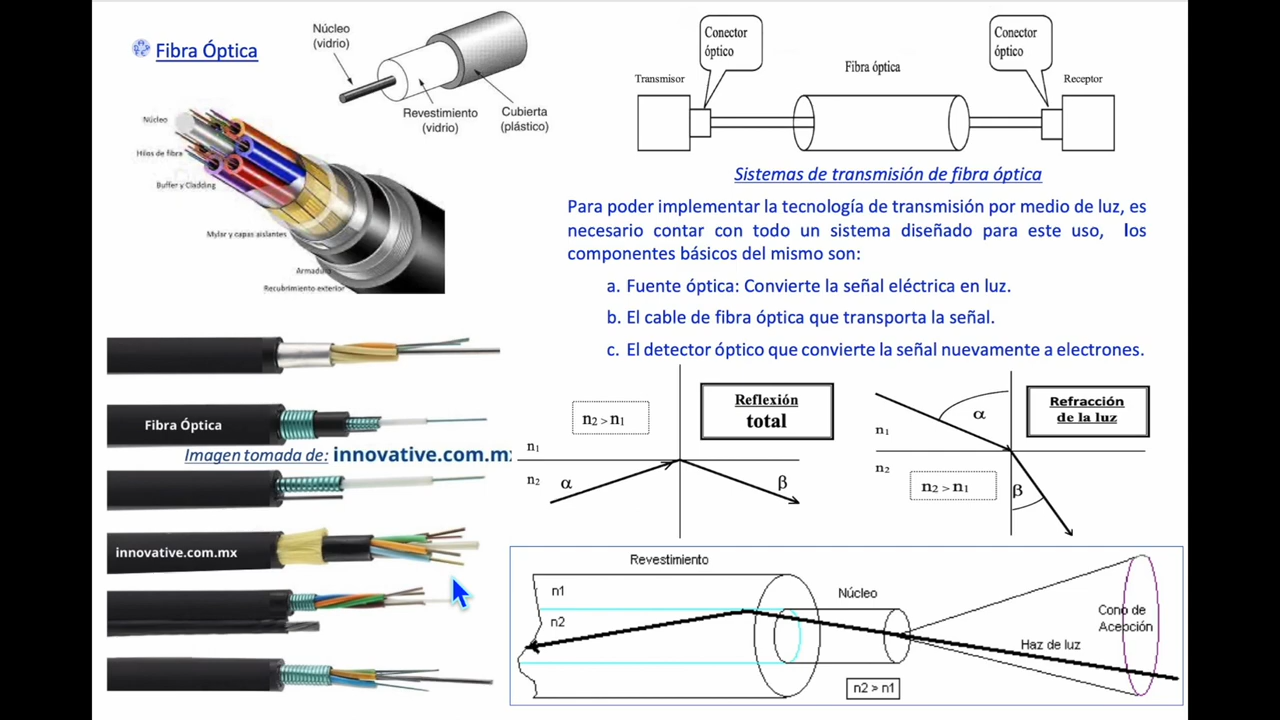 Fibra Óptica
Núcleo
(vidrio)
Revestimiento
(vidrio)
Cubierta
(plástico)
Núcleo
Hilos de fibra
Buffer y Cladding
Mylar y capas aislantes
Armadura
Recubrimiento exterior
Fibra Óptica
Imagen tomada de: innovative.com.mx
innovative.com.mx
Conector
óptico
Conector
óptico
Transmisor
Fibra óptica
Receptor
Sistemas de transmisión de fibra óptica
Para poder implementar la tecnología de transmisión por medio de luz, es
necesario contar con todo un sistema diseñado para este uso, los
componentes básicos del mismo son:
a. Fuente óptica: Convierte la señal eléctrica en luz.
b. El cable de fibra óptica que transporta la señal.
c. El detector óptico que convierte la señal nuevamente a electrones.
n2 > n1
Reflexión
total
n1
n2
α
β
Refracción
de la luz
α
n1
n2
n2 > n1
β
Revestimiento
n1
n2
Núcleo
Cono de
Acepción
Haz de luz
n2 > n1